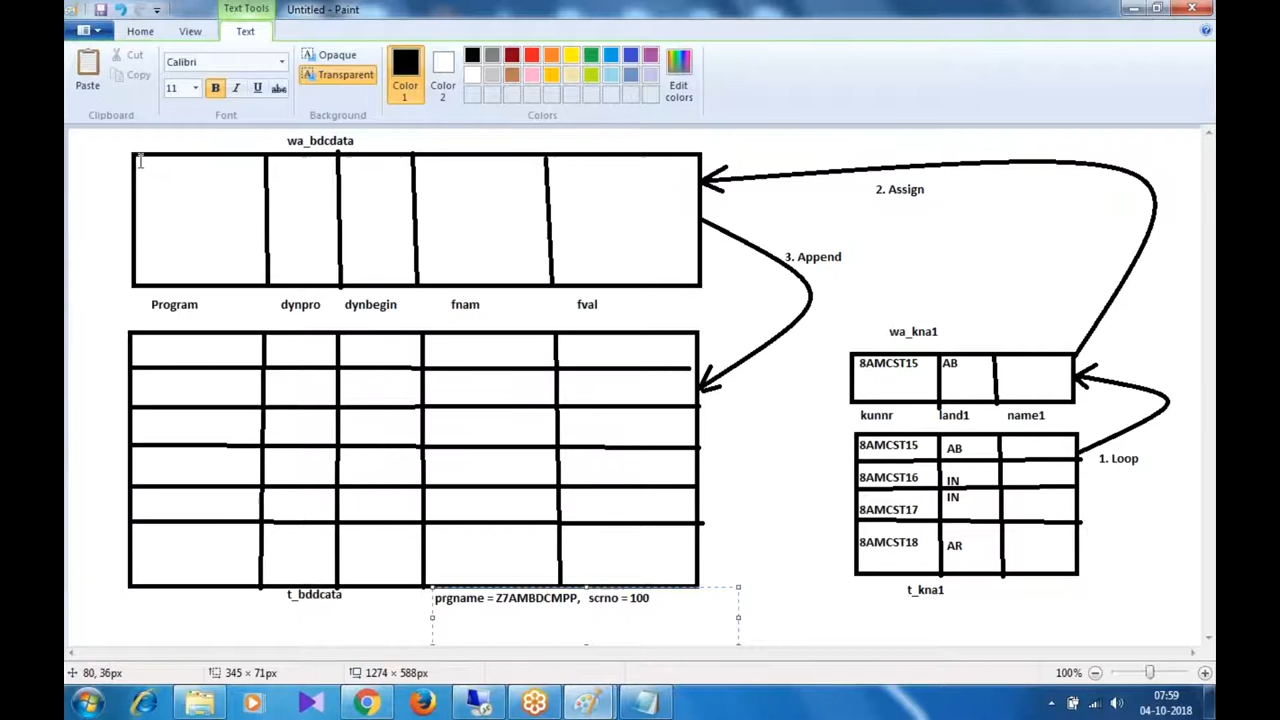 Text Tools
Untitled - Paint
Home
View
Text
Paste
Cut
Copy
Clipboard
Calibri
11
B
I
U
abc
Font
Opaque
Transparent
Background
Color
1
Color
2
Edit
colors
Colors
wa_bdcdata
2. Assign
3. Append
Program
dynpro
dynbegin
fnam
fval
wa_kna1
8AMCST15
AB
kunnr
land1
name1
8AMCST15
AB
8AMCST16
IN
IN
8AMCST17
8AMCST18
AR
1. Loop
t_bddcata
prgname = Z7AMBDCMPP, scrno = 100
t_kna1
80, 36px
345 × 71px
1274 × 588px
100%
07:59
04-10-2018